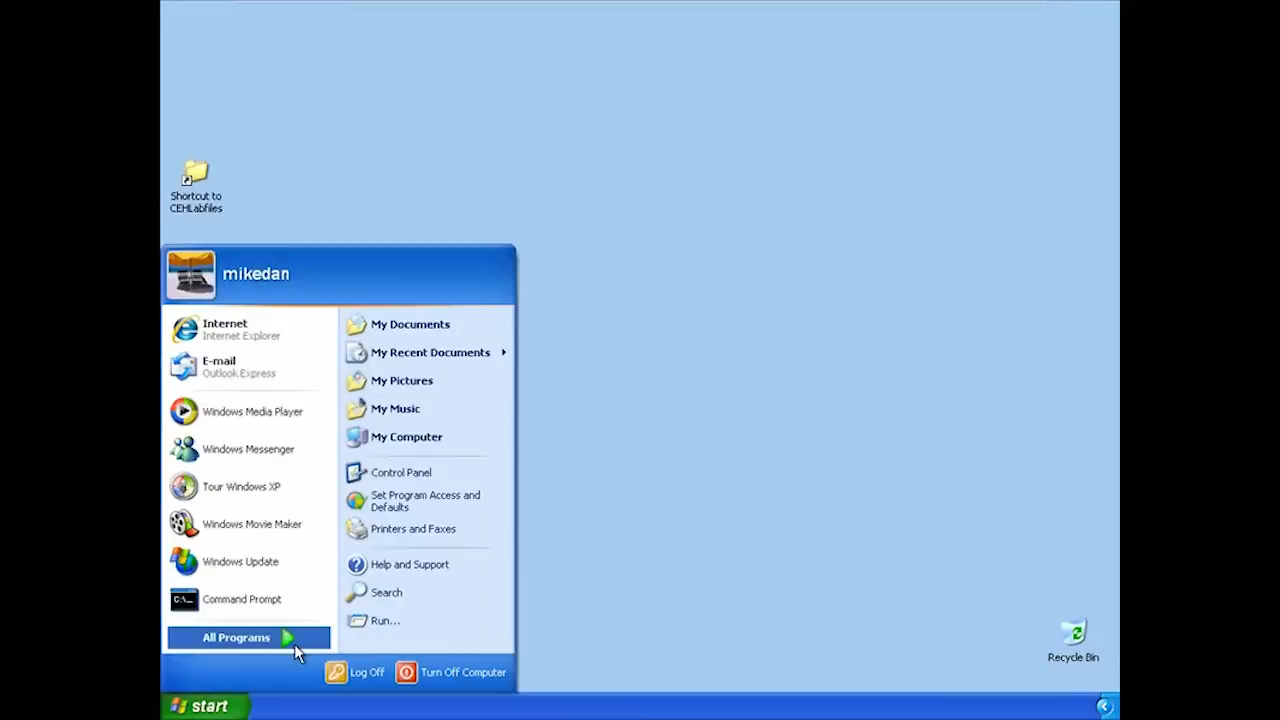 Shortcut to
CEHLabfiles
mikedan
Internet
Internet Explorer
E-mail
Outlook Express
Windows Media Player
Windows Messenger
Tour Windows XP
Windows Movie Maker
Windows Update
C:\_
Command Prompt
All Programs
My Documents
My Recent Documents
My Pictures
My Music
My Computer
Control Panel
Set Program Access and
Defaults
Printers and Faxes
Help and Support
Search
Run...
Log Off
Turn Off Computer
Recycle Bin
start